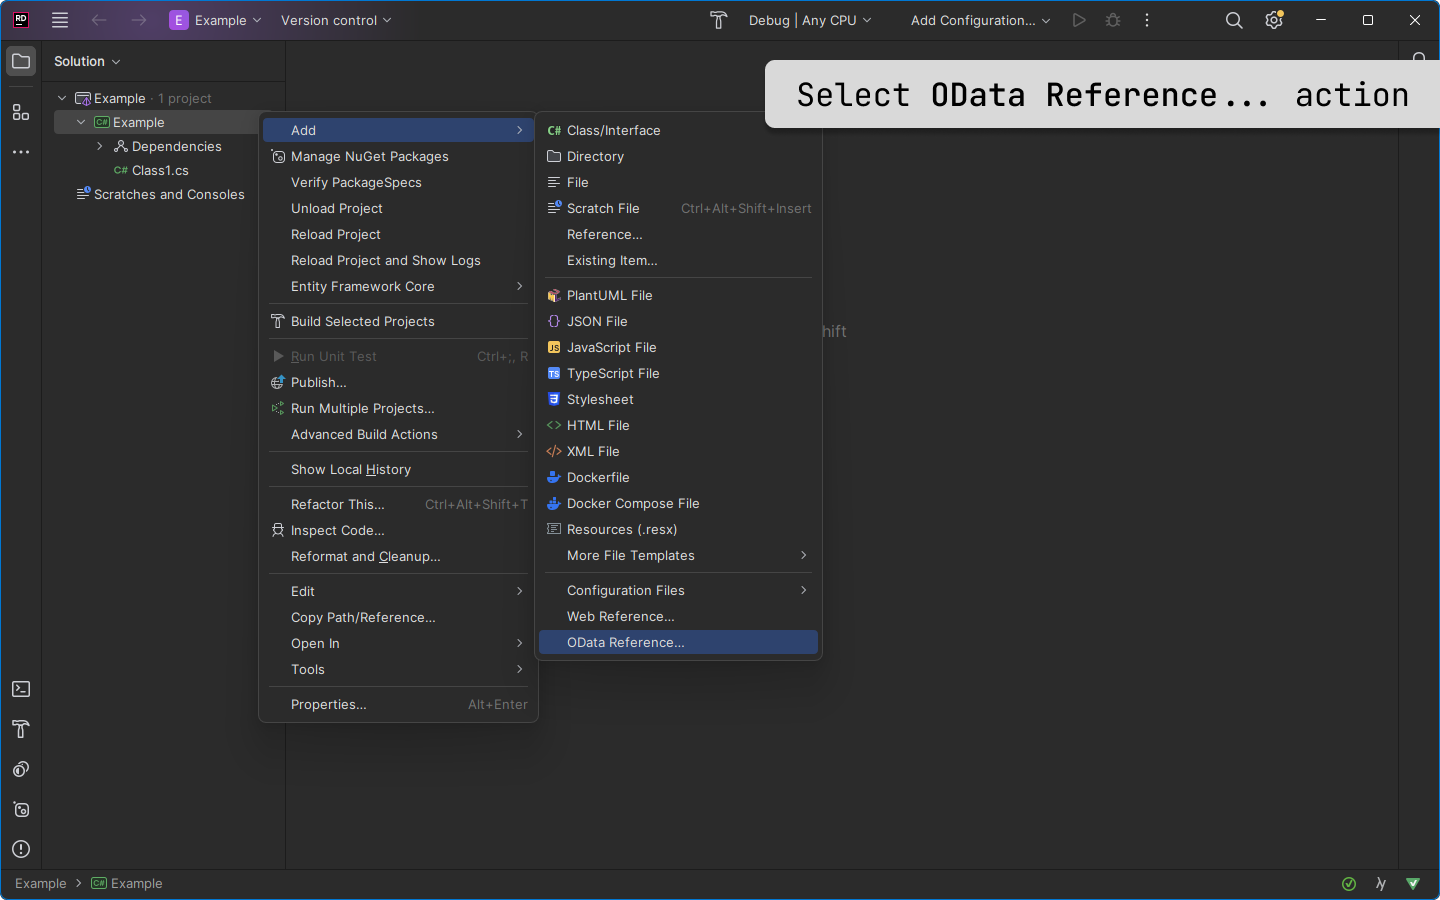 RD
E Example
Version control
Debug | Any CPU
Add Configuration...
Solution
Select OData Reference... action
Example · 1 project
C# Example
Dependencies
C# Class1.cs
Scratches and Consoles
Add
Manage NuGet Packages
Verify PackageSpecs
Unload Project
Reload Project
Reload Project and Show Logs
Entity Framework Core
Build Selected Projects
Run Unit Test Ctrl+;, R
Publish...
Run Multiple Projects...
Advanced Build Actions
Show Local History
Refactor This... Ctrl+Alt+Shift+T
Inspect Code...
Reformat and Cleanup...
Edit
Copy Path/Reference...
Open In
Tools
Properties... Alt+Enter
C# Class/Interface
Directory
File
Scratch File Ctrl+Alt+Shift+Insert
Reference...
Existing Item...
PlantUML File
{} JSON File
JS JavaScript File
TS TypeScript File
Stylesheet
<> HTML File
</> XML File
Dockerfile
Docker Compose File
Resources (.resx)
More File Templates
Configuration Files
Web Reference...
OData Reference...
hift
Example > C# Example